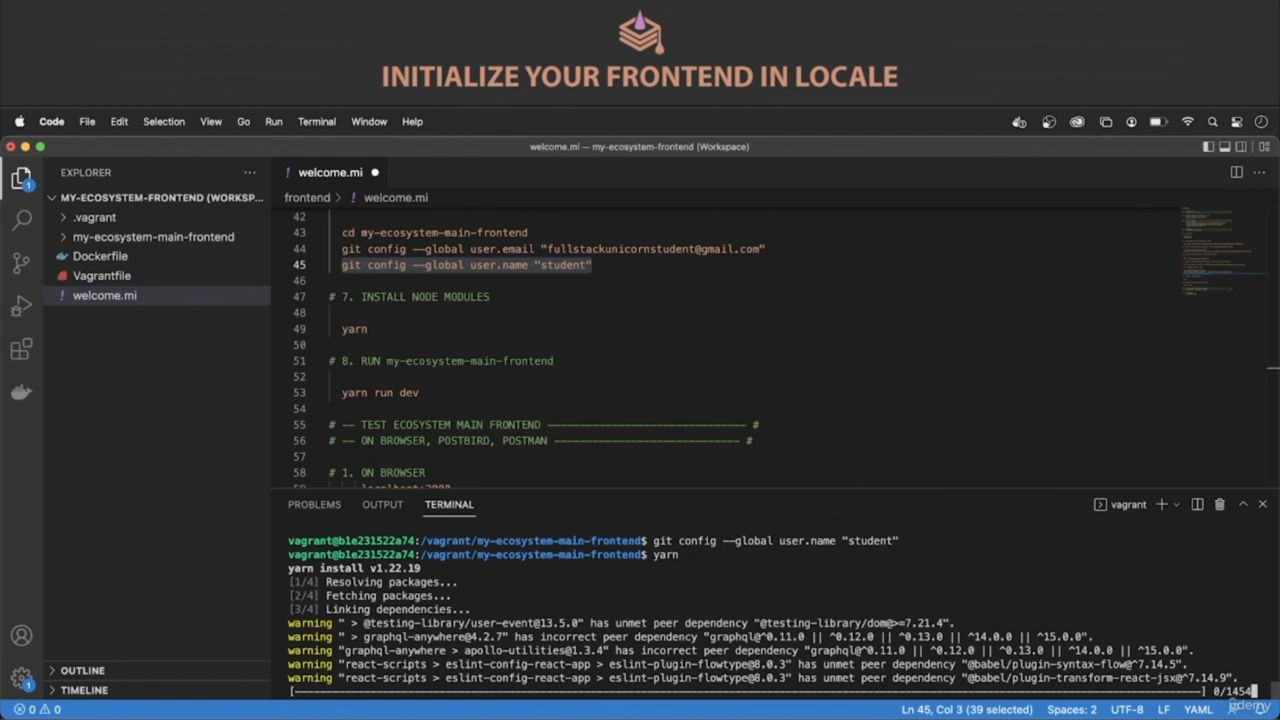 INITIALIZE YOUR FRONTEND IN LOCALE
Code File Edit Selection View Go Run Terminal Window Help
welcome.mi — my-ecosystem-frontend (Workspace)
EXPLORER
MY-ECOSYSTEM-FRONTEND (WORKSP...
.vagrant
my-ecosystem-main-frontend
Dockerfile
Vagrantfile
! welcome.mi
OUTLINE
TIMELINE
! welcome.mi
frontend > ! welcome.mi
42
43 cd my-ecosystem-main-frontend
44 git config --global user.email "fullstackunicornstudent@gmail.com"
45 git config --global user.name "student"
46
47 # 7. INSTALL NODE MODULES
48
49 yarn
50
51 # 8. RUN my-ecosystem-main-frontend
52
53 yarn run dev
54
55 # -- TEST ECOSYSTEM MAIN FRONTEND ------------------------------- #
56 # -- ON BROWSER, POSTBIRD, POSTMAN ----------------------------- #
57
58 # 1. ON BROWSER
PROBLEMS OUTPUT TERMINAL
vagrant
vagrant@b1e231522a74:/vagrant/my-ecosystem-main-frontend$ git config --global user.name "student"
vagrant@b1e231522a74:/vagrant/my-ecosystem-main-frontend$ yarn
yarn install v1.22.19
[1/4] Resolving packages...
[2/4] Fetching packages...
[3/4] Linking dependencies...
warning " > @testing-library/user-event@13.5.0" has unmet peer dependency "@testing-library/dom@>=7.21.4".
warning " > graphql-anywhere@4.2.7" has incorrect peer dependency "graphql@^0.11.0 || ^0.12.0 || ^0.13.0 || ^14.0.0 || ^15.0.0".
warning "graphql-anywhere > apollo-utilities@1.3.4" has incorrect peer dependency "graphql@^0.11.0 || ^0.12.0 || ^0.13.0 || ^14.0.0 || ^15.0.0".
warning "react-scripts > eslint-config-react-app > eslint-plugin-flowtype@8.0.3" has unmet peer dependency "@babel/plugin-syntax-flow@^7.14.5".
warning "react-scripts > eslint-config-react-app > eslint-plugin-flowtype@8.0.3" has unmet peer dependency "@babel/plugin-transform-react-jsx@^7.14.9".
[----------] 0/1454
0 0 Ln 45, Col 3 (39 selected) Spaces: 2 UTF-8 LF YAML
udemy